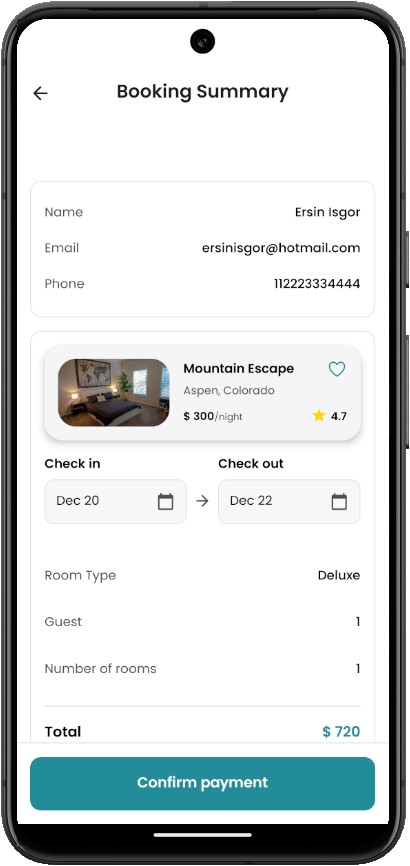 Booking Summary
Name Ersin Isgor
Email ersinisgor@hotmail.com
Phone 112223334444
Mountain Escape
Aspen, Colorado
$ 300/night 4.7
Check in Check out
Dec 20 Dec 22
Room Type Deluxe
Guest 1
Number of rooms 1
Total $ 720
Confirm payment